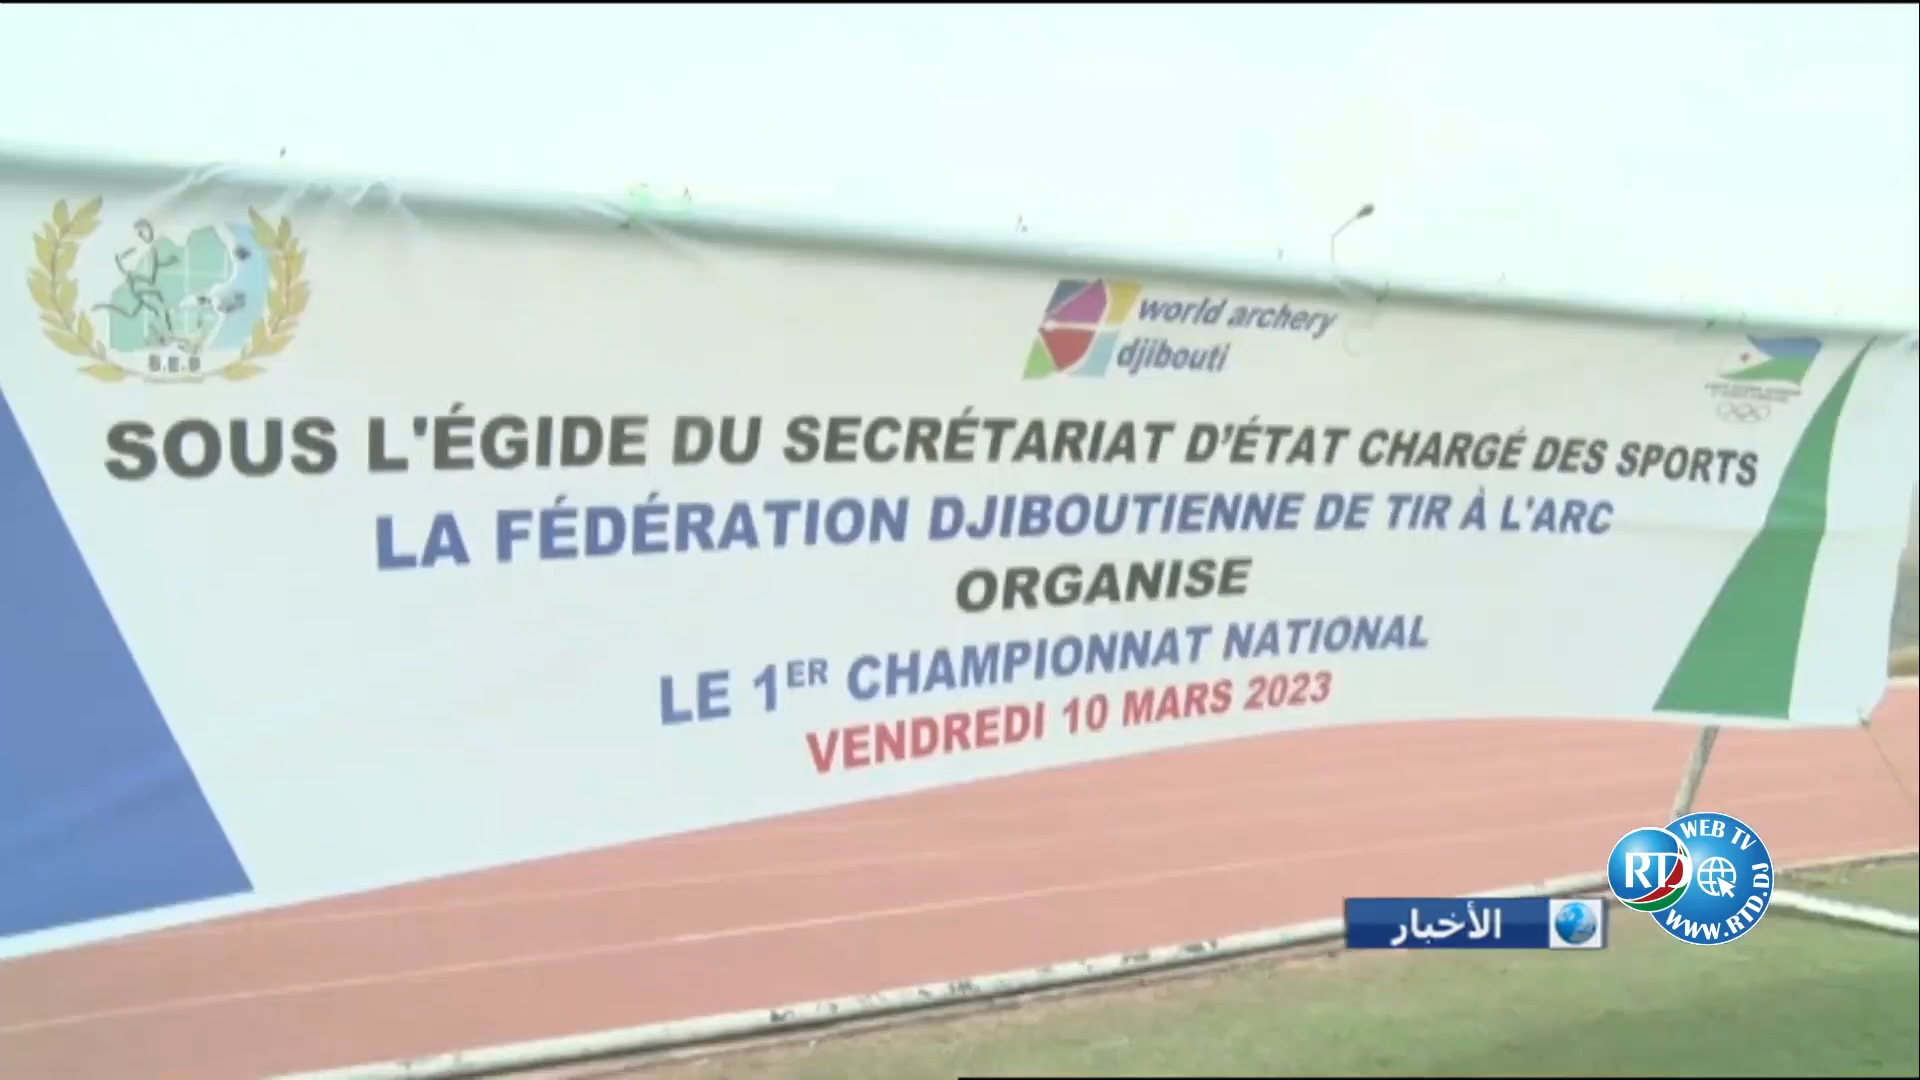 S.E.S
world archery
djibouti
SOUS L'ÉGIDE DU SECRÉTARIAT D'ÉTAT CHARGÉ DES SPORTS
LA FÉDÉRATION DJIBOUTIENNE DE TIR À L'ARC
ORGANISE
LE 1ER CHAMPIONNAT NATIONAL
VENDREDI 10 MARS 2023
WEB TV
RTD
WWW.RTD.DJ
الأخبار